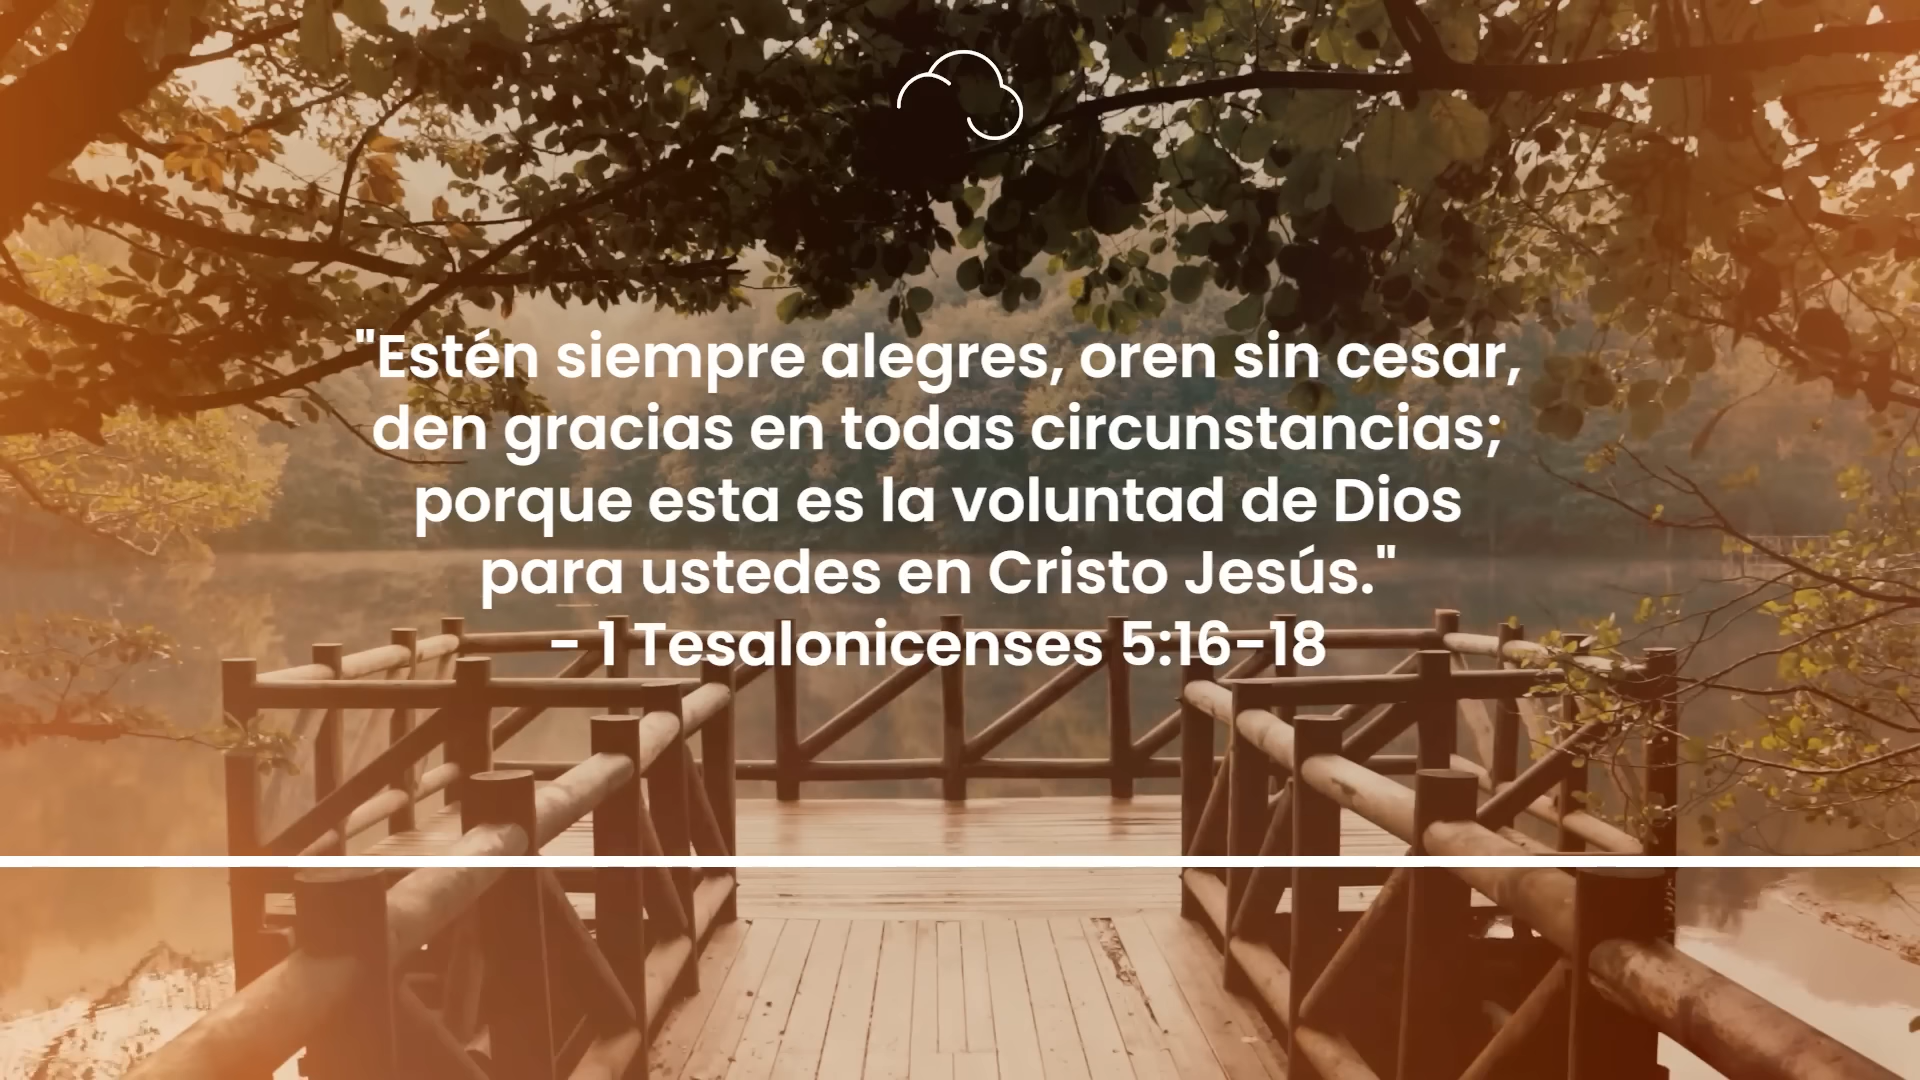 "Estén siempre alegres, oren sin cesar,
den gracias en todas circunstancias;
porque esta es la voluntad de Dios
para ustedes en Cristo Jesús."
- 1 Tesalonicenses 5:16-18